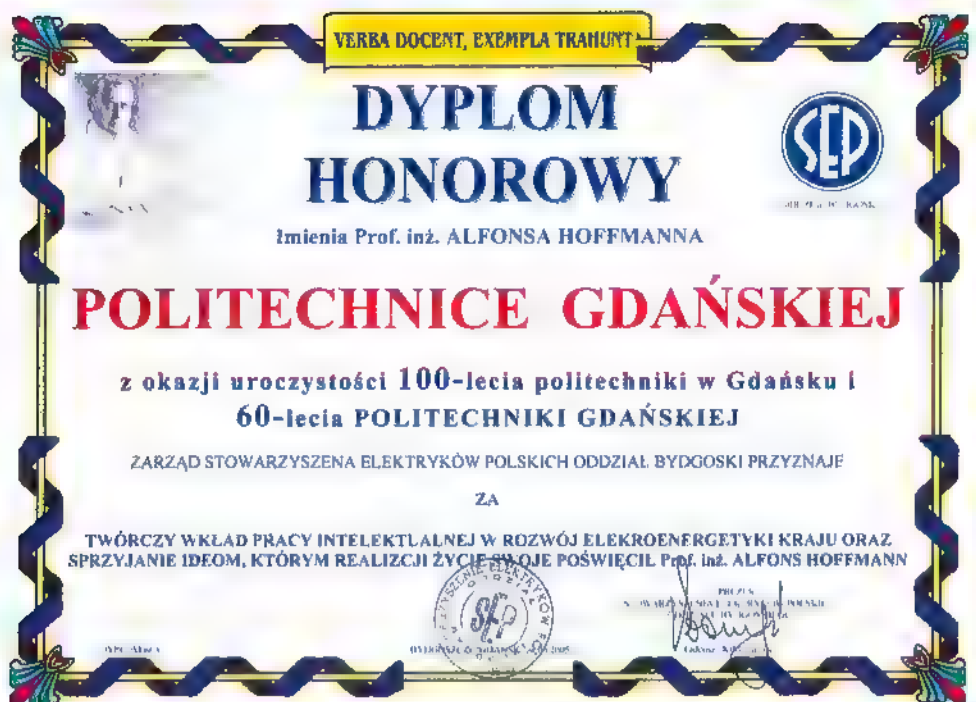 VERBA DOCENT, EXEMPLA TRAHUNT
DYPLOM
HONOROWY
SEP
imienia Prof. inż. ALFONSA HOFFMANNA
POLITECHNICE GDAŃSKIEJ
z okazji uroczystości 100-lecia politechniki w Gdańsku i
60-lecia POLITECHNIKI GDAŃSKIEJ
ZARZĄD STOWARZYSZENA ELEKTRYKÓW POLSKICH ODDZIAŁ BYDGOSKI PRZYZNAJE
ZA
TWÓRCZY WKŁAD PRACY INTELEKTUALNEJ W ROZWÓJ ELEKROENERGETYKI KRAJU ORAZ
SPRZYJANIE IDEOM, KTÓRYM REALIZCJI ŻYCIE SWOJE POŚWIĘCIŁ Prof. inż. ALFONS HOFFMANN
PREZES
SEP